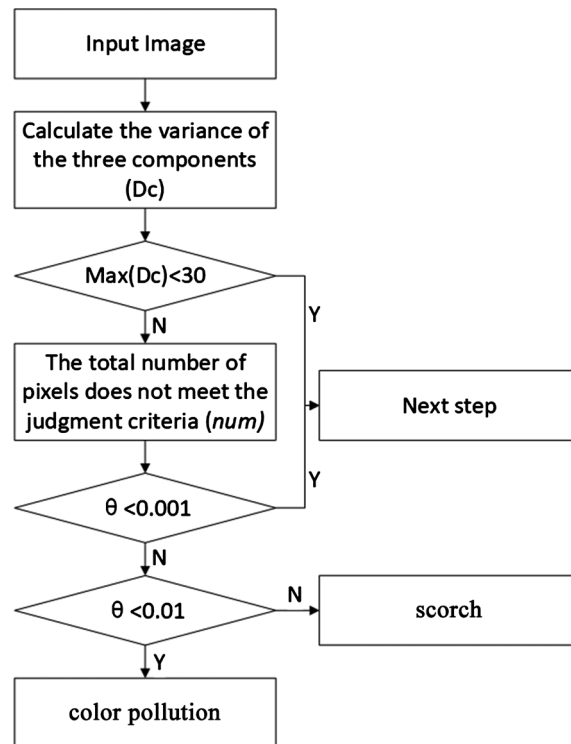 Input Image
Calculate the variance of
the three components
(Dc)
Max(Dc)<30
Y
N
The total number of
pixels does not meet the
judgment criteria (num)
Next step
Y
θ <0.001
N
θ <0.01
N
scorch
Y
color pollution